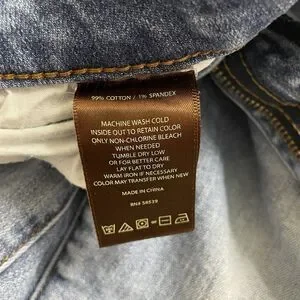 99% COTTON / 1% SPANDEX
MACHINE WASH COLD
INSIDE OUT TO RETAIN COLOR
ONLY NON-CHLORINE BLEACH
WHEN NEEDED
TUMBLE DRY LOW
OR FOR BETTER CARE
LAY FLAT TO DRY
WARM IRON IF NECESSARY
COLOR MAY TRANSFER WHEN NEW
MADE IN CHINA
RN# 58539